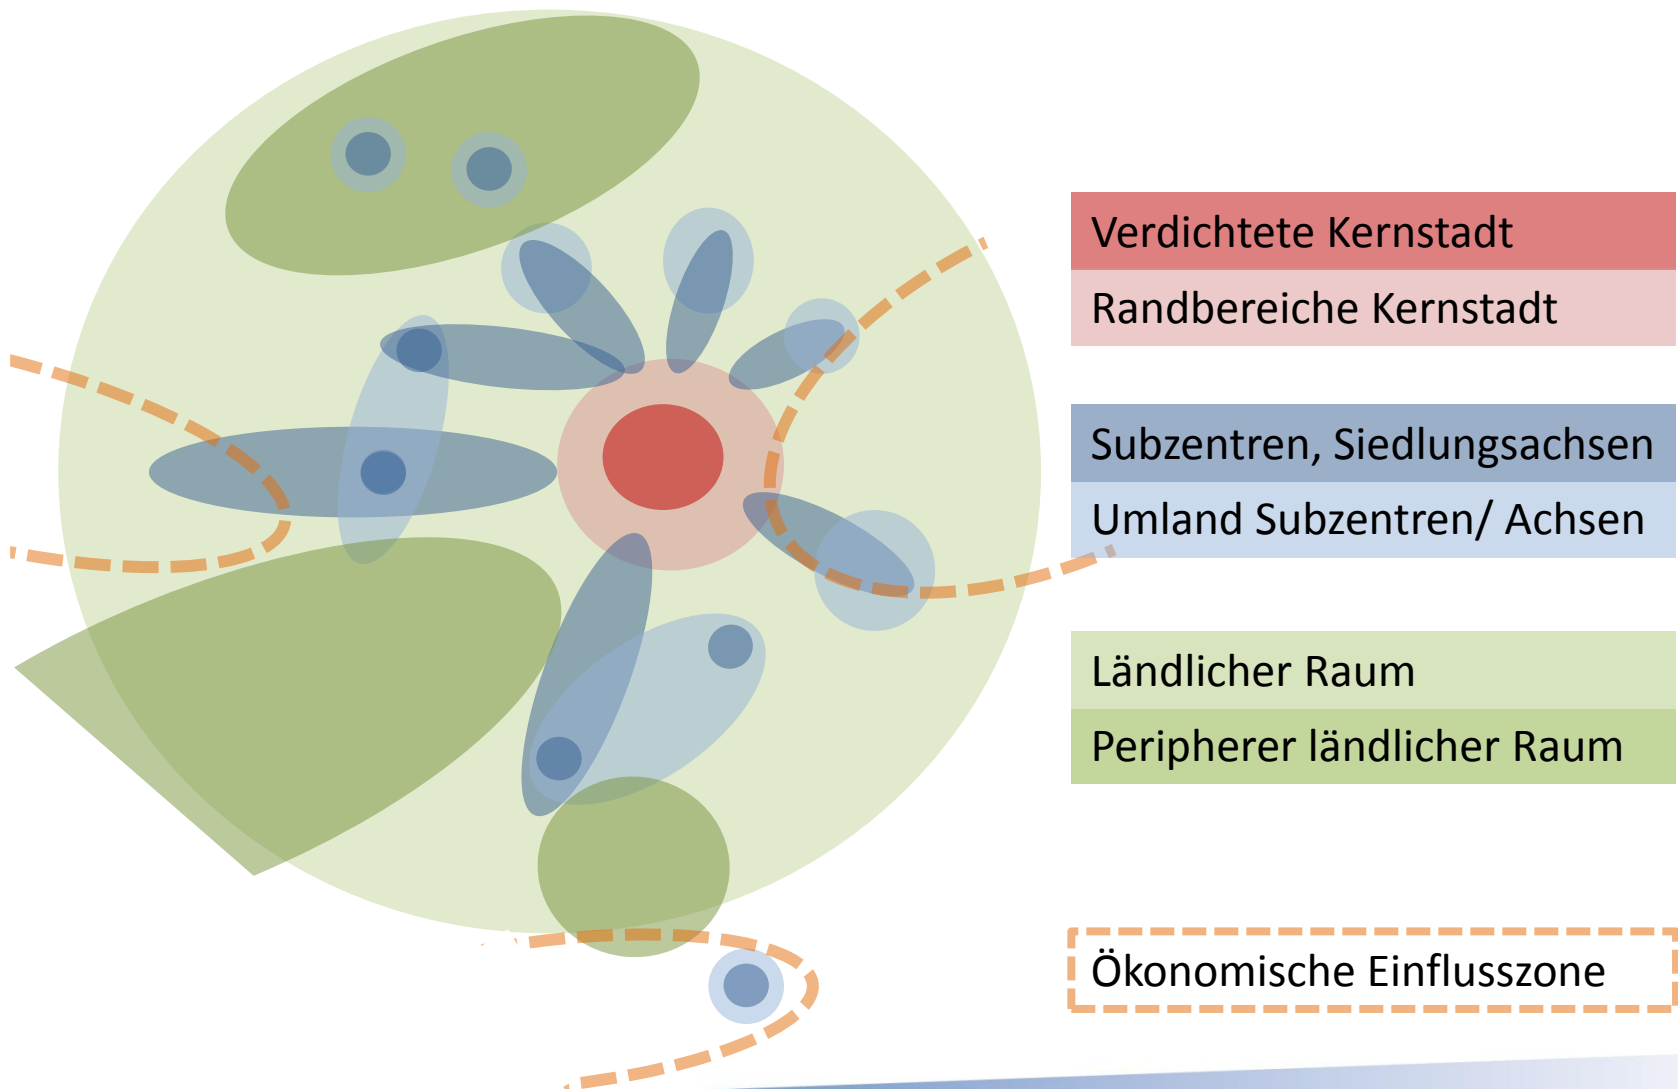 Verdichtete Kernstadt
Randbereiche Kernstadt
Subzentren, Siedlungsachsen
Umland Subzentren/ Achsen
Ländlicher Raum
Peripherer ländlicher Raum
Ökonomische Einflusszone